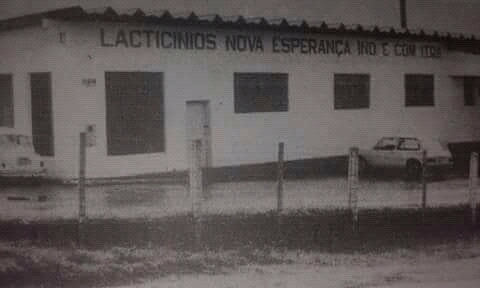 LACTICINIOS NOVA ESPERANÇA IND. E COM. LTDA.